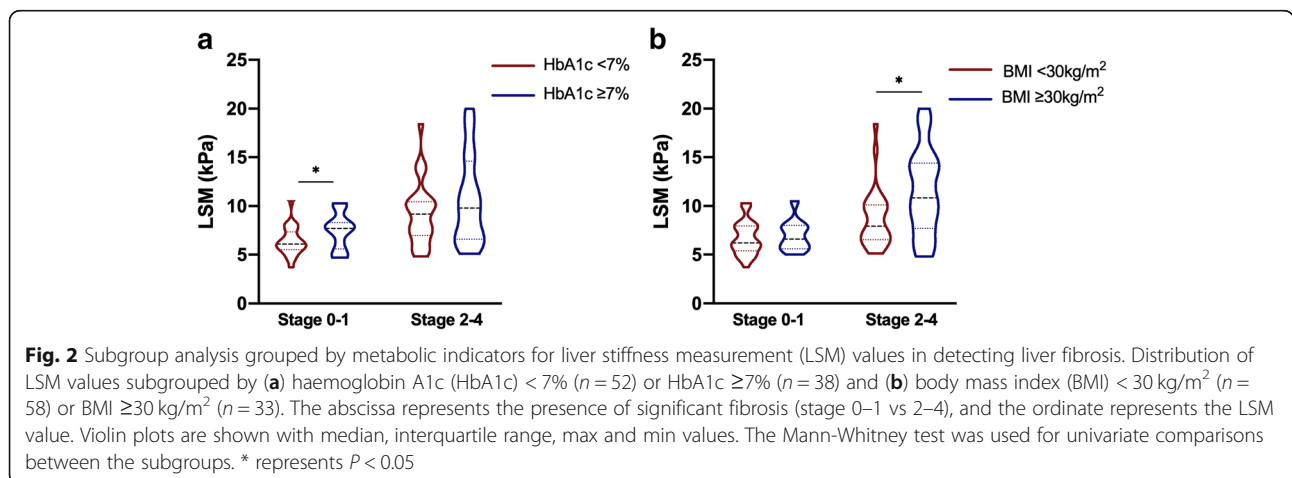 a
b
25
20
15
10
5
0
LSM (kPa)
HbA1c <7%
HbA1c ≥7%
*
Stage 0-1
Stage 2-4
25
20
15
10
5
0
LSM (kPa)
BMI <30kg/m²
BMI ≥30kg/m²
*
Stage 0-1
Stage 2-4
Fig. 2 Subgroup analysis grouped by metabolic indicators for liver stiffness measurement (LSM) values in detecting liver fibrosis. Distribution of
LSM values subgrouped by (a) haemoglobin A1c (HbA1c) < 7% (n = 52) or HbA1c ≥7% (n = 38) and (b) body mass index (BMI) < 30 kg/m² (n =
58) or BMI ≥30 kg/m² (n = 33). The abscissa represents the presence of significant fibrosis (stage 0–1 vs 2–4), and the ordinate represents the LSM
value. Violin plots are shown with median, interquartile range, max and min values. The Mann-Whitney test was used for univariate comparisons
between the subgroups. * represents P < 0.05